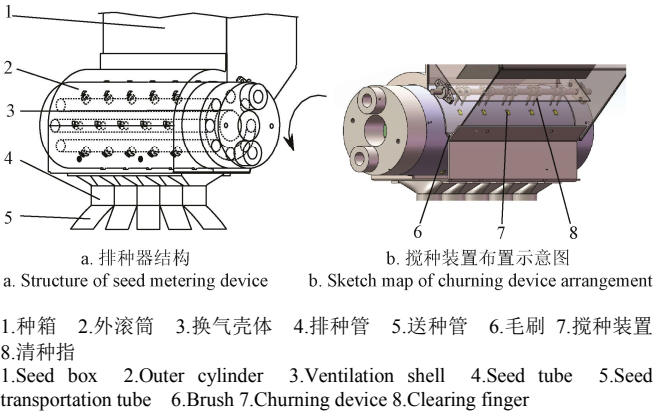 1
2
3
4
5
6
7
8
a. 排种器结构
a. Structure of seed metering device
b. 搅种装置布置示意图
b. Sketch map of churning device arrangement
1.种箱 2.外滚筒 3.换气壳体 4.排种管 5.送种管 6.毛刷 7.搅种装置
8.清种指
1.Seed box 2.Outer cylinder 3.Ventilation shell 4.Seed tube 5.Seed
transportation tube 6.Brush 7.Churning device 8.Clearing finger